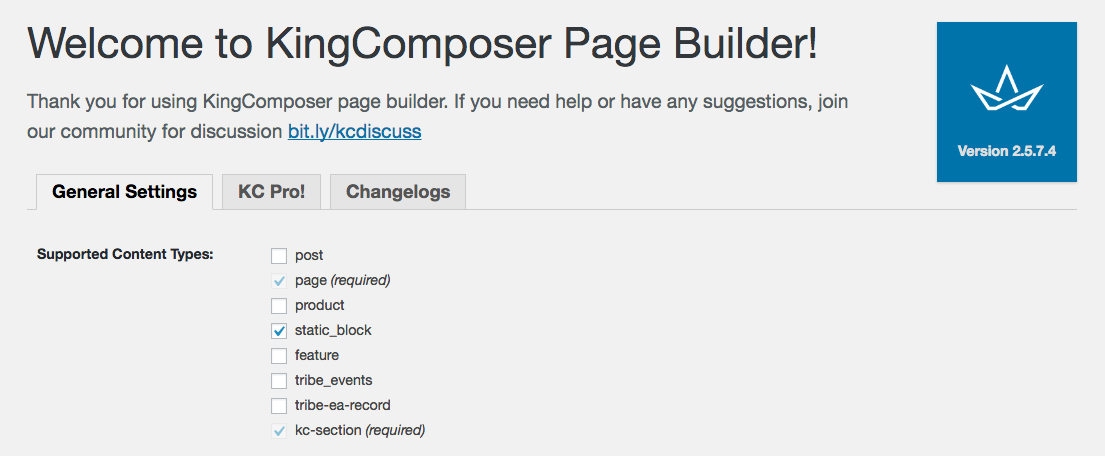 Welcome to KingComposer Page Builder!
Thank you for using KingComposer page builder. If you need help or have any suggestions, join
our community for discussion bit.ly/kcdiscuss
Version 2.5.7.4
General Settings
KC Pro!
Changelogs
Supported Content Types:
post
page (required)
product
static_block
feature
tribe_events
tribe-ea-record
kc-section (required)